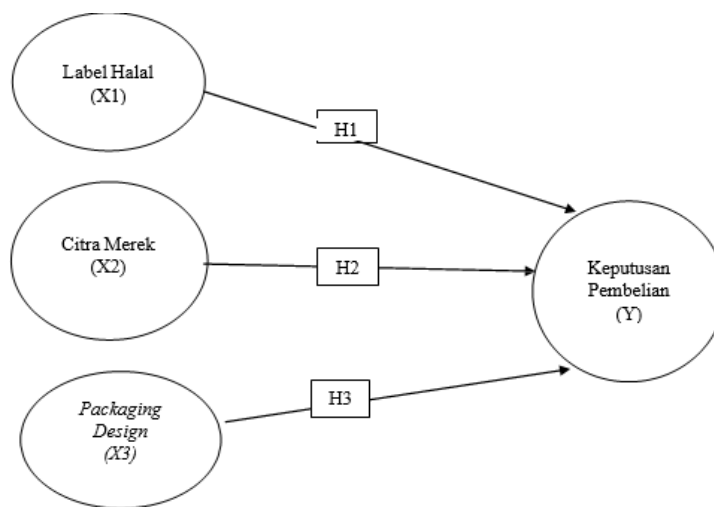 Label Halal
(X1)
H1
Citra Merek
(X2)
H2
Keputusan
Pembelian
(Y)
Packaging
Design
(X3)
H3